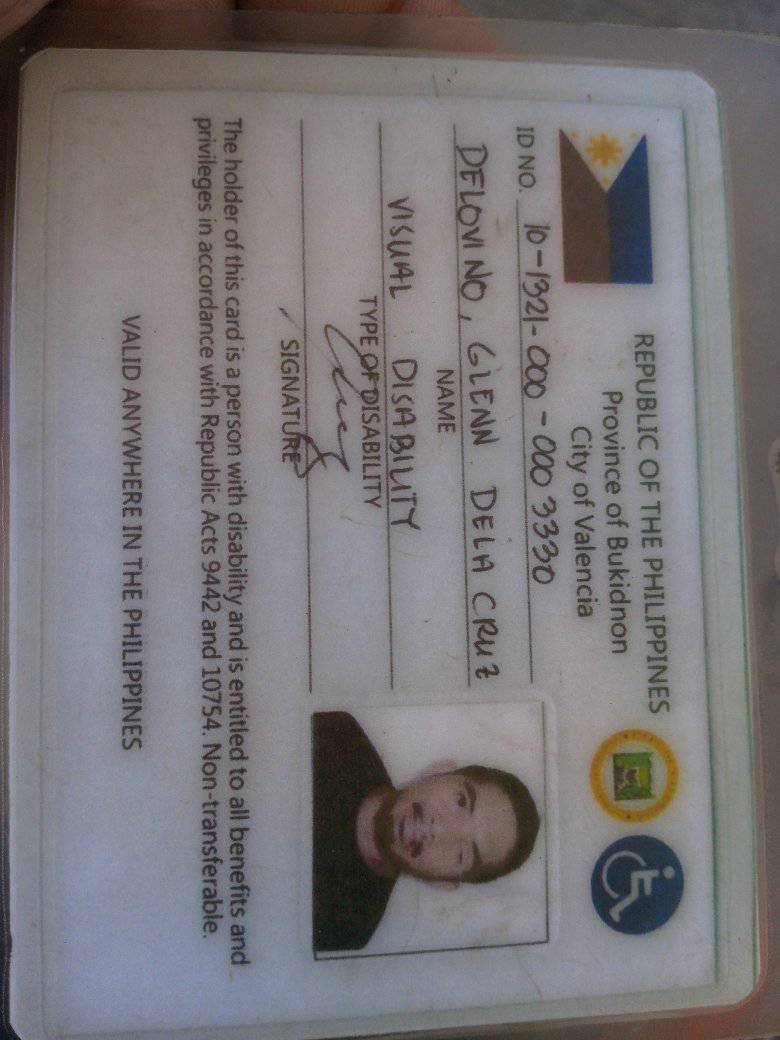 REPUBLIC OF THE PHILIPPINES
Province of Bukidnon
City of Valencia
ID NO. 10-1321-000-000 3330
DELOVINO, GLENN DELA CRUZ
NAME
VISUAL DISABILITY
TYPE OF DISABILITY
SIGNATURE
The holder of this card is a person with disability and is entitled to all benefits and
privileges in accordance with Republic Acts 9442 and 10754. Non-transferable.
VALID ANYWHERE IN THE PHILIPPINES